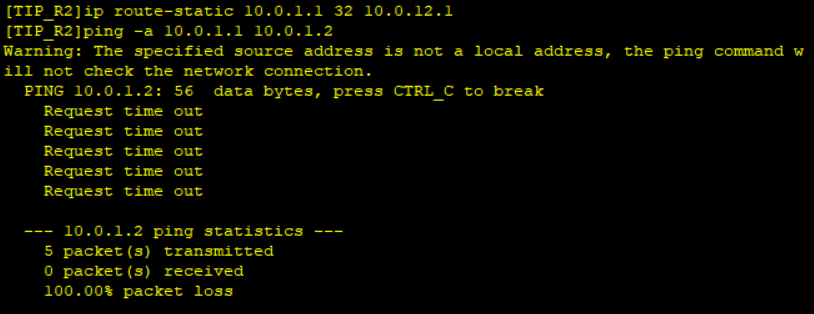 [TIP_R2]ip route-static 10.0.1.1 32 10.0.12.1
[TIP_R2]ping -a 10.0.1.1 10.0.1.2
Warning: The specified source address is not a local address, the ping command w
ill not check the network connection.
  PING 10.0.1.2: 56  data bytes, press CTRL_C to break
    Request time out
    Request time out
    Request time out
    Request time out
    Request time out

  --- 10.0.1.2 ping statistics ---
    5 packet(s) transmitted
    0 packet(s) received
    100.00% packet loss